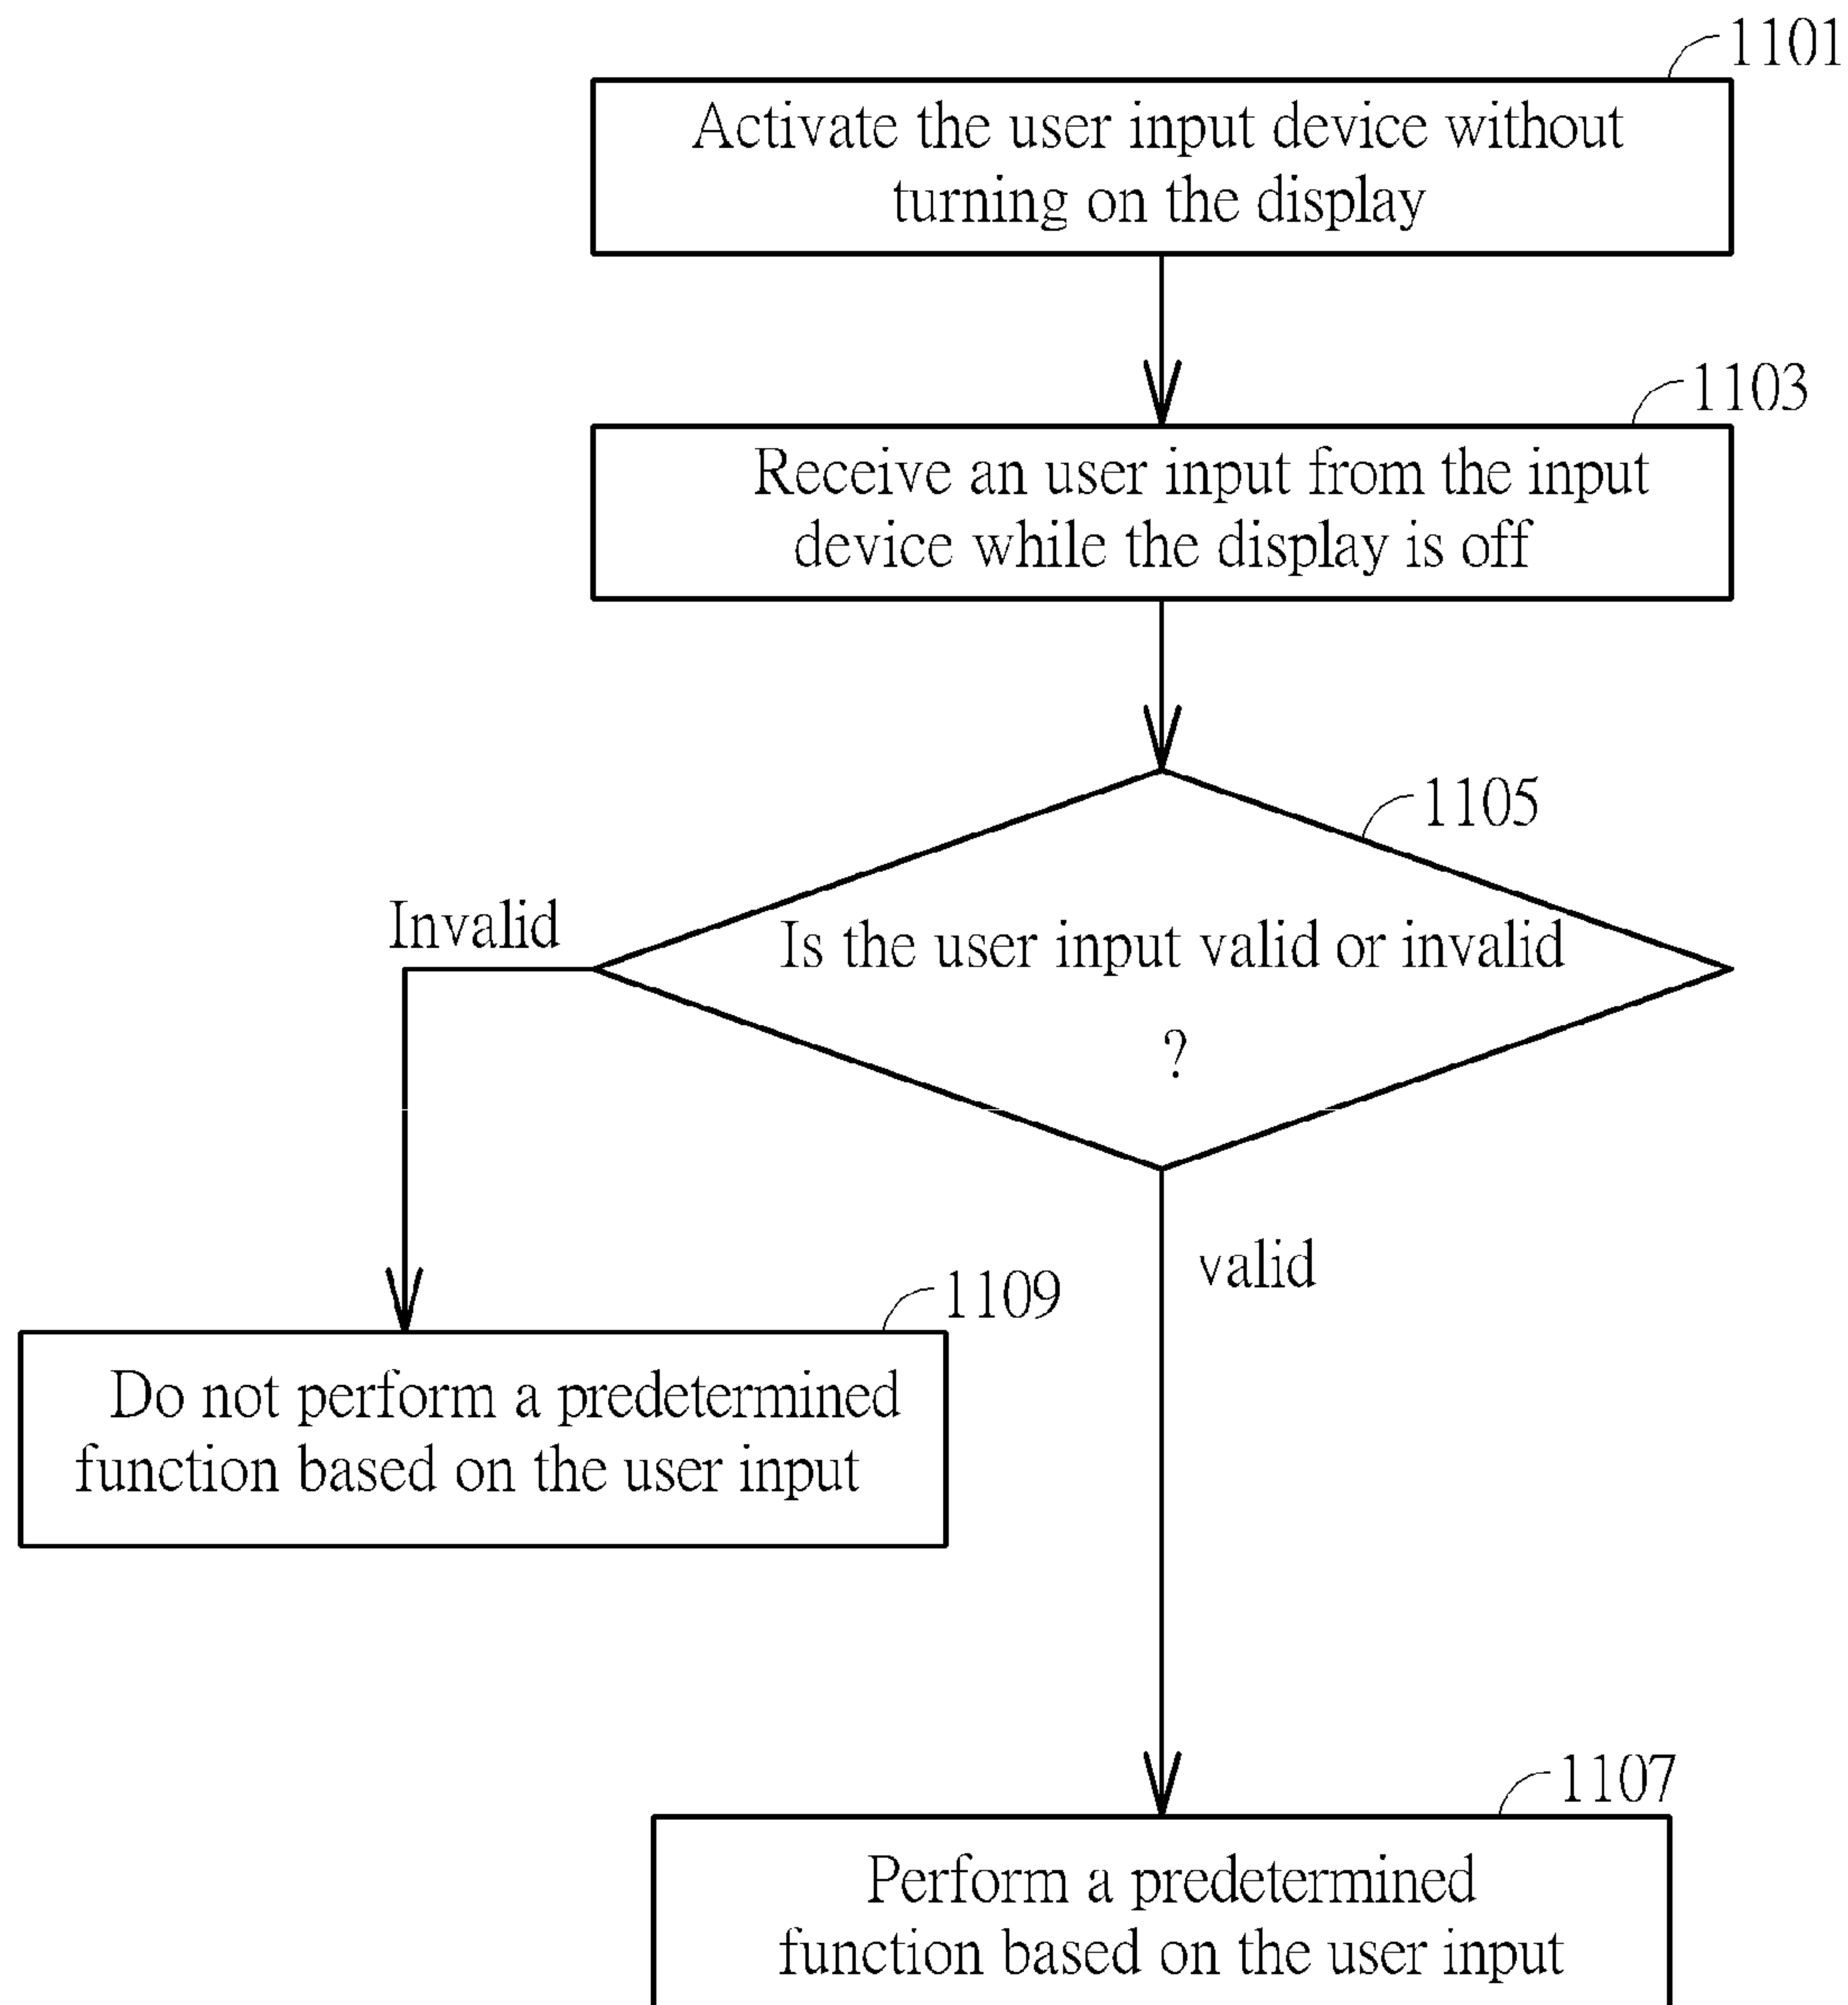 1101
Activate the user input device without
turning on the display
1103
Receive an user input from the input
device while the display is off
1105
Invalid
Is the user input valid or invalid
?
valid
1109
Do not perform a predetermined
function based on the user input
1107
Perform a predetermined
function based on the user input